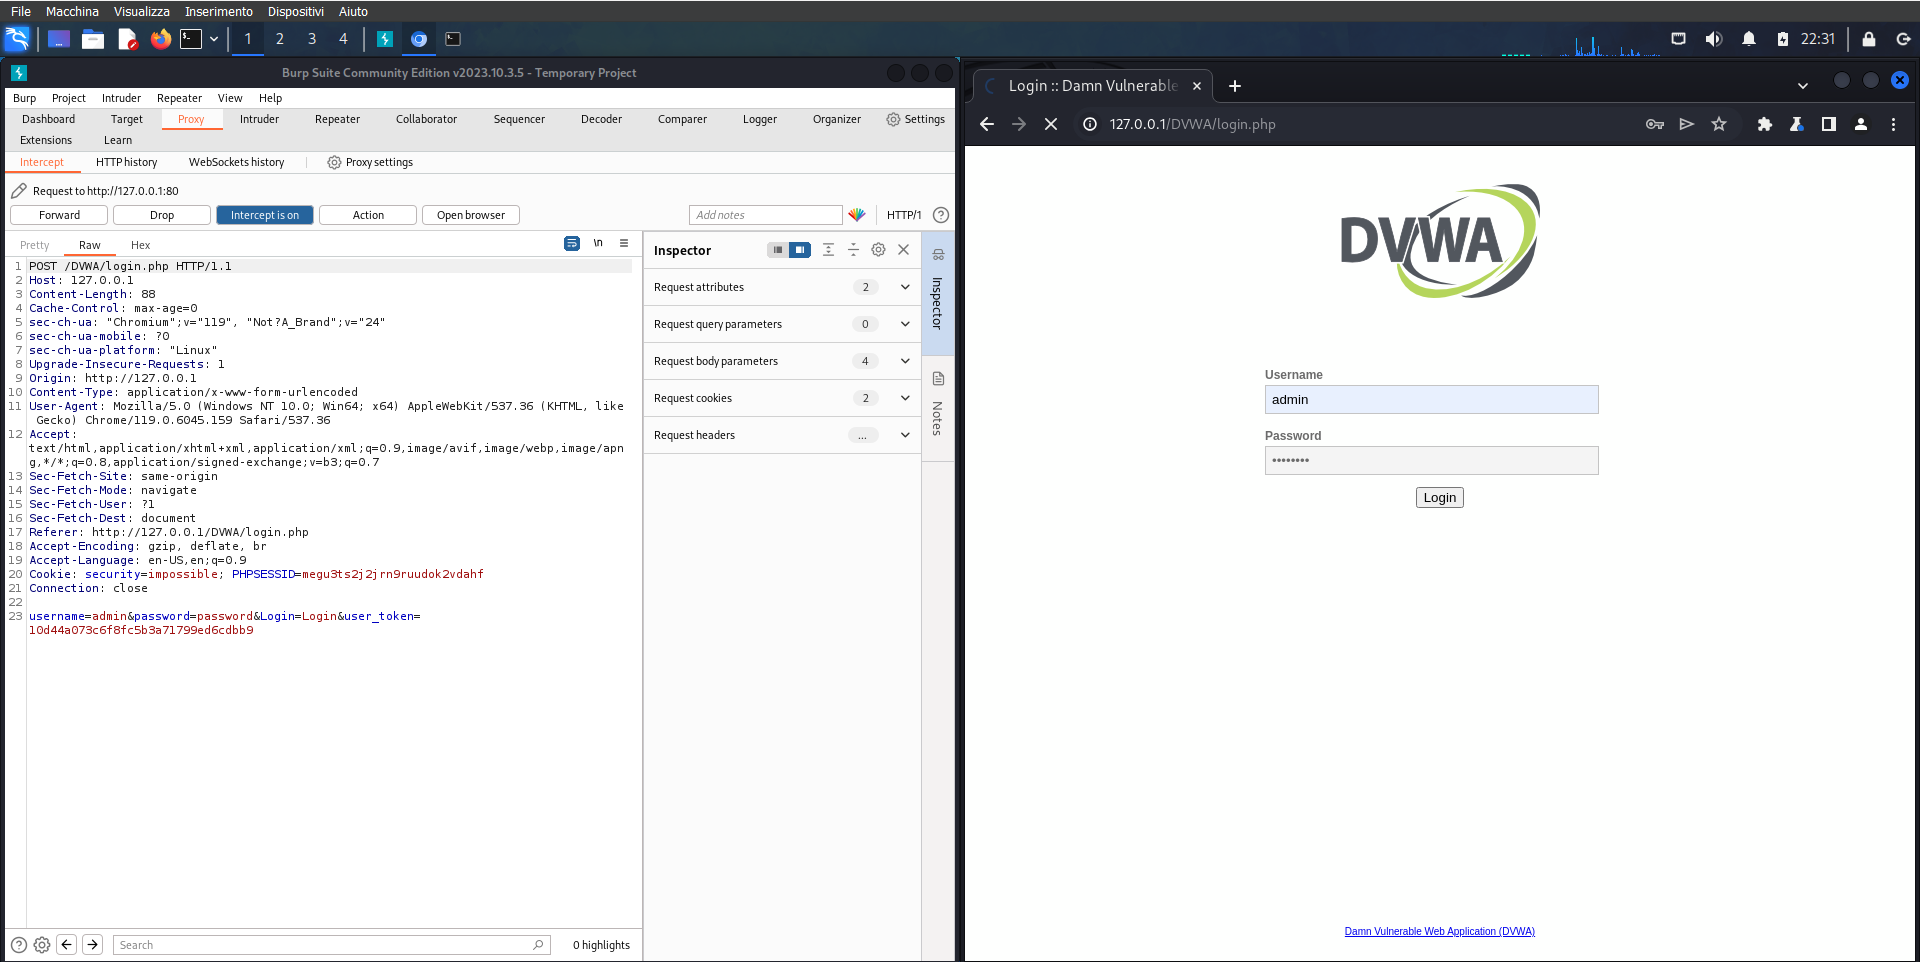 File Macchina Visualizza Inserimento Dispositivi Aiuto
1 2 3 4 22:31
Burp Suite Community Edition v2023.10.3.5 - Temporary Project
Burp Project Intruder Repeater View Help
Dashboard Target Proxy Intruder Repeater Collaborator Sequencer Decoder Comparer Logger Organizer Settings
Extensions Learn
Intercept HTTP history WebSockets history Proxy settings
Request to http://127.0.0.1:80
Forward Drop Intercept is on Action Open browser Add notes HTTP/1 ?
Pretty Raw Hex \n
1 POST /DVWA/login.php HTTP/1.1
2 Host: 127.0.0.1
3 Content-Length: 88
4 Cache-Control: max-age=0
5 sec-ch-ua: "Chromium";v="119", "Not?A_Brand";v="24"
6 sec-ch-ua-mobile: ?0
7 sec-ch-ua-platform: "Linux"
8 Upgrade-Insecure-Requests: 1
9 Origin: http://127.0.0.1
10 Content-Type: application/x-www-form-urlencoded
11 User-Agent: Mozilla/5.0 (Windows NT 10.0; Win64; x64) AppleWebKit/537.36 (KHTML, like
Gecko) Chrome/119.0.6045.159 Safari/537.36
12 Accept:
text/html,application/xhtml+xml,application/xml;q=0.9,image/avif,image/webp,image/apn
g,*/*;q=0.8,application/signed-exchange;v=b3;q=0.7
13 Sec-Fetch-Site: same-origin
14 Sec-Fetch-Mode: navigate
15 Sec-Fetch-User: ?1
16 Sec-Fetch-Dest: document
17 Referer: http://127.0.0.1/DVWA/login.php
18 Accept-Encoding: gzip, deflate, br
19 Accept-Language: en-US,en;q=0.9
20 Cookie: security=impossible; PHPSESSID=megu3ts2j2jrn9ruudok2vdahf
21 Connection: close
22
23 username=admin&password=password&Login=Login&user_token=
10d44a073c6f8fc5b3a71799ed6cdbb9
Inspector
Request attributes 2
Request query parameters 0
Request body parameters 4
Request cookies 2
Request headers ...
Inspector
Notes
? Search 0 highlights
Login :: Damn Vulnerable
127.0.0.1/DVWA/login.php
DVWA
Username
admin
Password
••••••••
Login
Damn Vulnerable Web Application (DVWA)